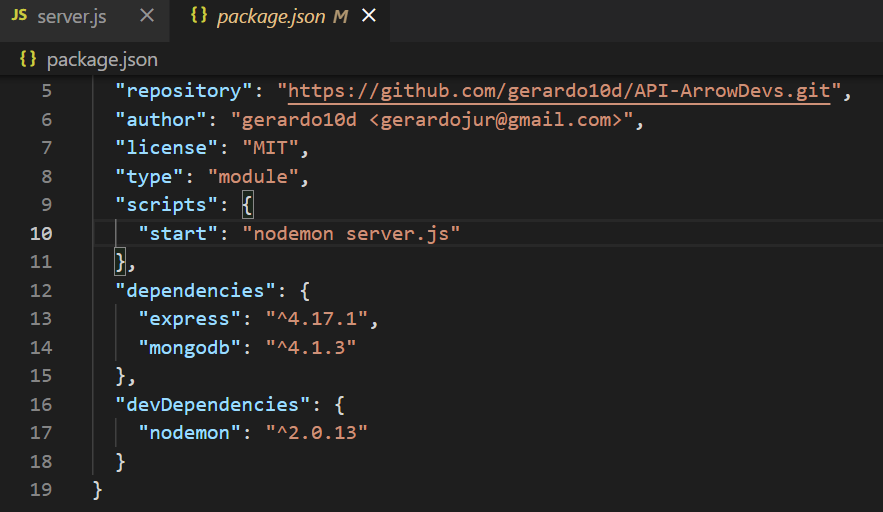 JS server.js × {} package.json M ×
{} package.json
5 "repository": "https://github.com/gerardo10d/API-ArrowDevs.git",
6 "author": "gerardo10d <gerardojur@gmail.com>",
7 "license": "MIT",
8 "type": "module",
9 "scripts": {
10 "start": "nodemon server.js"
11 },
12 "dependencies": {
13 "express": "^4.17.1",
14 "mongodb": "^4.1.3"
15 },
16 "devDependencies": {
17 "nodemon": "^2.0.13"
18 }
19 }